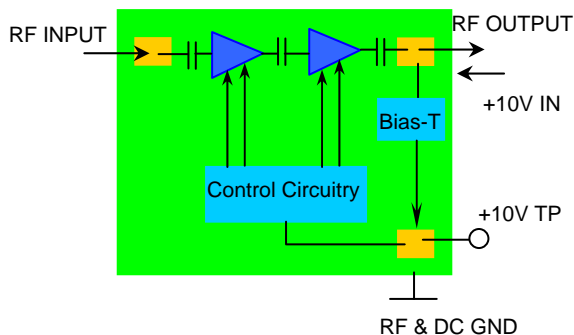 RF INPUT
RF OUTPUT
+10V IN
Bias-T
Control Circuitry
+10V TP
RF & DC GND